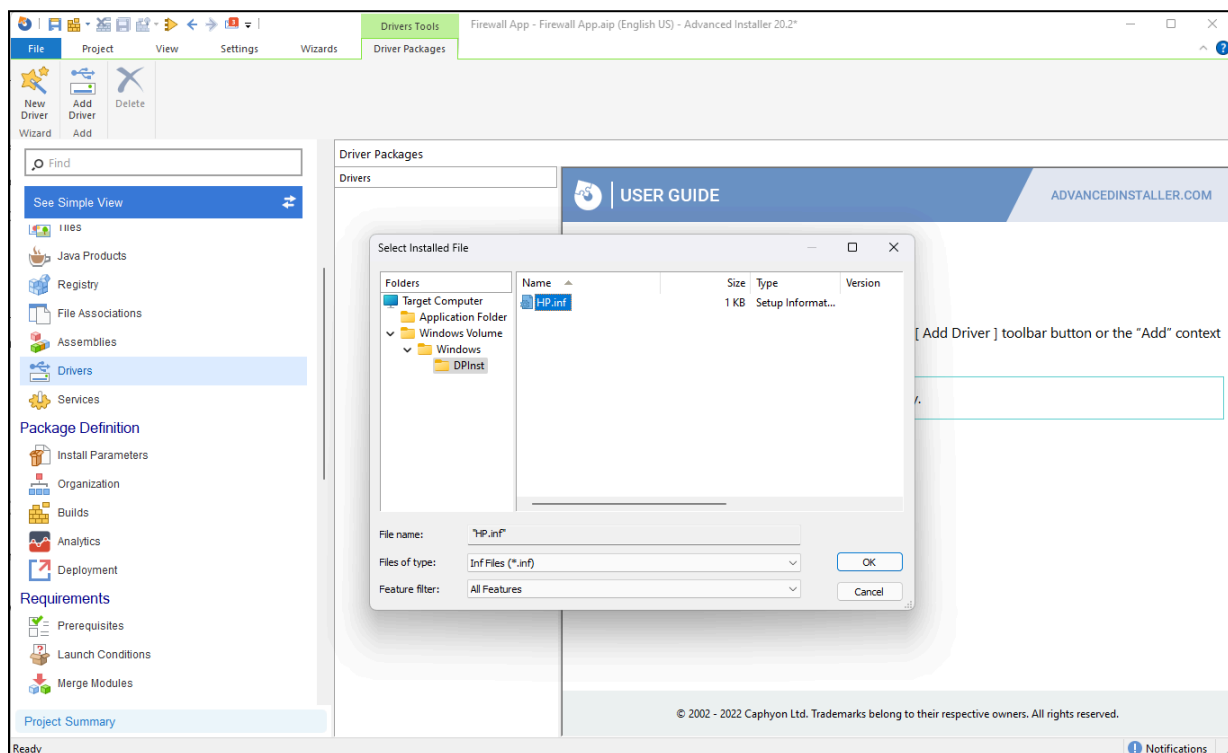 Drivers Tools
Firewall App - Firewall App.aip (English US) - Advanced Installer 20.2*
File Project View Settings Wizards Driver Packages
New Driver
Add Driver
Delete
Wizard Add
Find
See Simple View
Java Products
Registry
File Associations
Assemblies
Drivers
Services
Package Definition
Install Parameters
Organization
Builds
Analytics
Deployment
Requirements
Prerequisites
Launch Conditions
Merge Modules
Project Summary
Driver Packages
Drivers
USER GUIDE
ADVANCEDINSTALLER.COM
[ Add Driver ] toolbar button or the “Add” context
Select Installed File
Folders
Target Computer
Application Folder
Windows Volume
Windows
DPInst
Name Size Type Version
HP.inf 1 KB Setup Informat...
File name: "HP.inf"
Files of type: Inf Files (*.inf)
Feature filter: All Features
OK
Cancel
© 2002 - 2022 Caphyon Ltd. Trademarks belong to their respective owners. All rights reserved.
Ready
Notifications